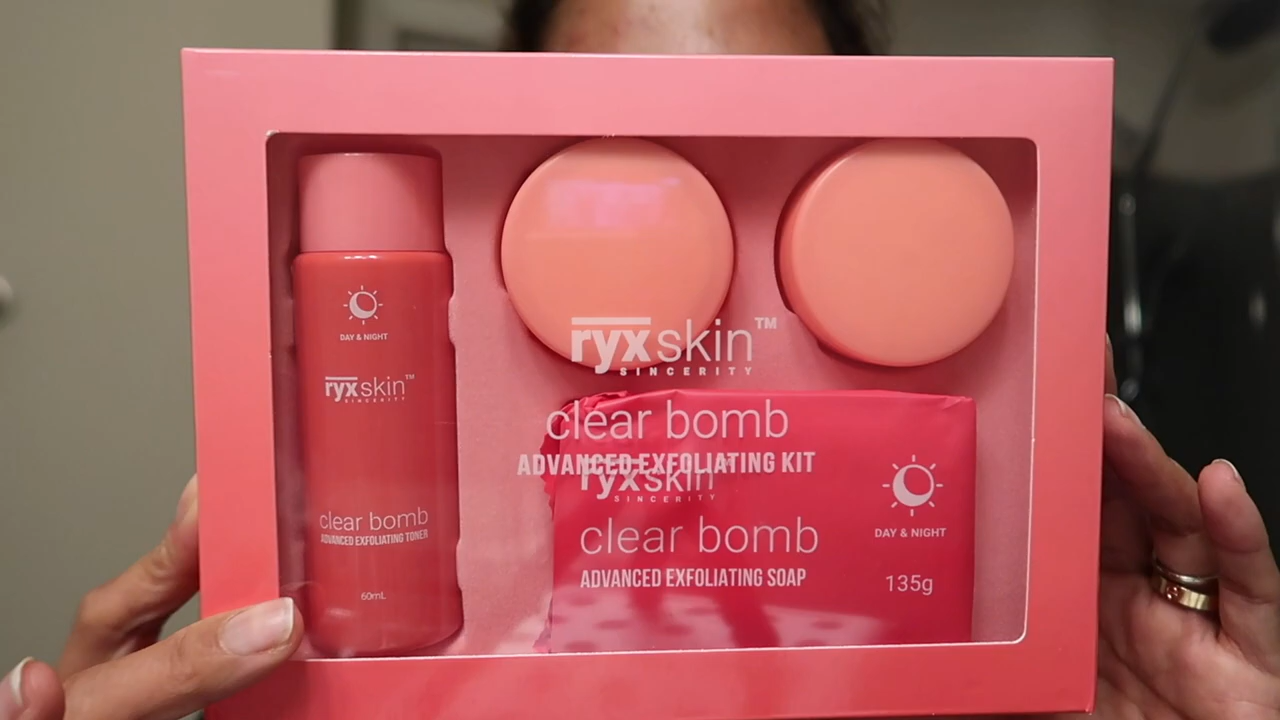 DAY & NIGHT
ryxskin™
SINCERITY
clear bomb
ADVANCED EXFOLIATING TONER
60mL
ryxskin™
SINCERITY
clear bomb
ADVANCED EXFOLIATING KIT
ryxskin™
SINCERITY
clear bomb
ADVANCED EXFOLIATING SOAP
DAY & NIGHT
135g